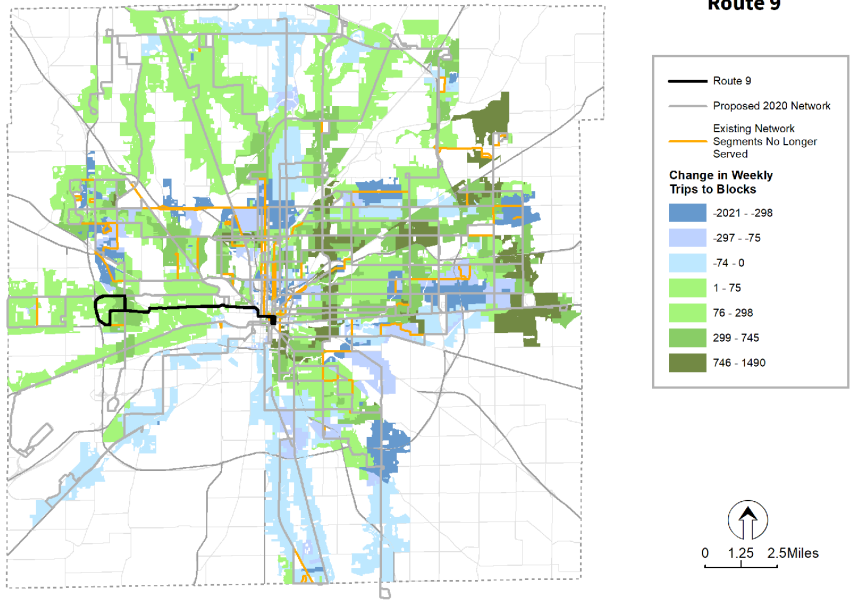 Route 9
Route 9
Proposed 2020 Network
Existing Network
Segments No Longer
Served
Change in Weekly
Trips to Blocks
-2021 - -298
-297 - -75
-74 - 0
1 - 75
76 - 298
299 - 745
746 - 1490
0 1.25 2.5Miles